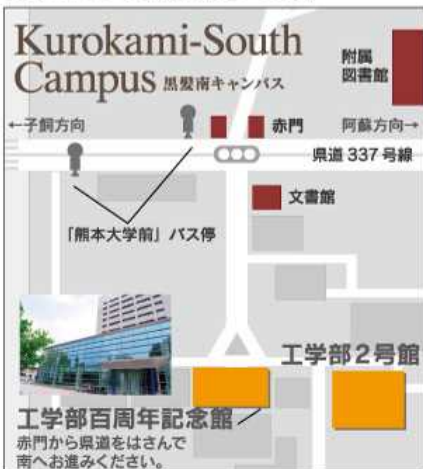 Kurokami-South
Campus 黒髪南キャンパス
附属
図書館
←子飼方向
赤門
阿蘇方向→
県道 337 号線
文書館
「熊本大学前」バス停
工学部2号館
工学部百周年記念館
赤門から県道をはさんで
南へお進みください。